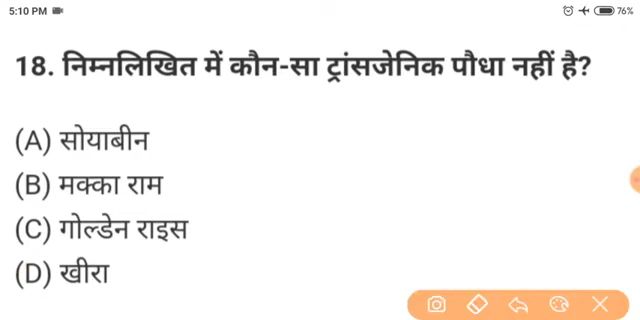 5:10 PM
76%
18. निम्नलिखित में कौन-सा ट्रांसजेनिक पौधा नहीं है?
(A) सोयाबीन
(B) मक्का राम
(C) गोल्डेन राइस
(D) खीरा